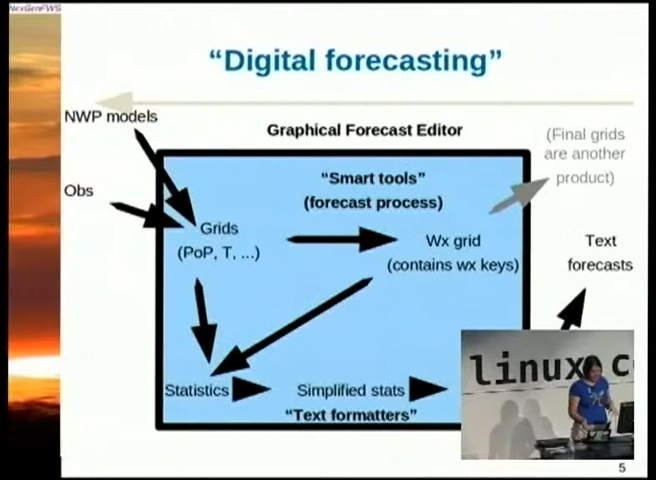 NexGenFWS
“Digital forecasting”
NWP models
Graphical Forecast Editor
(Final grids
are another
product)
“Smart tools”
(forecast process)
Obs
Grids
(PoP, T, ...)
Wx grid
(contains wx keys)
Text
forecasts
Statistics
Simplified stats
“Text formatters”
linux.c
5